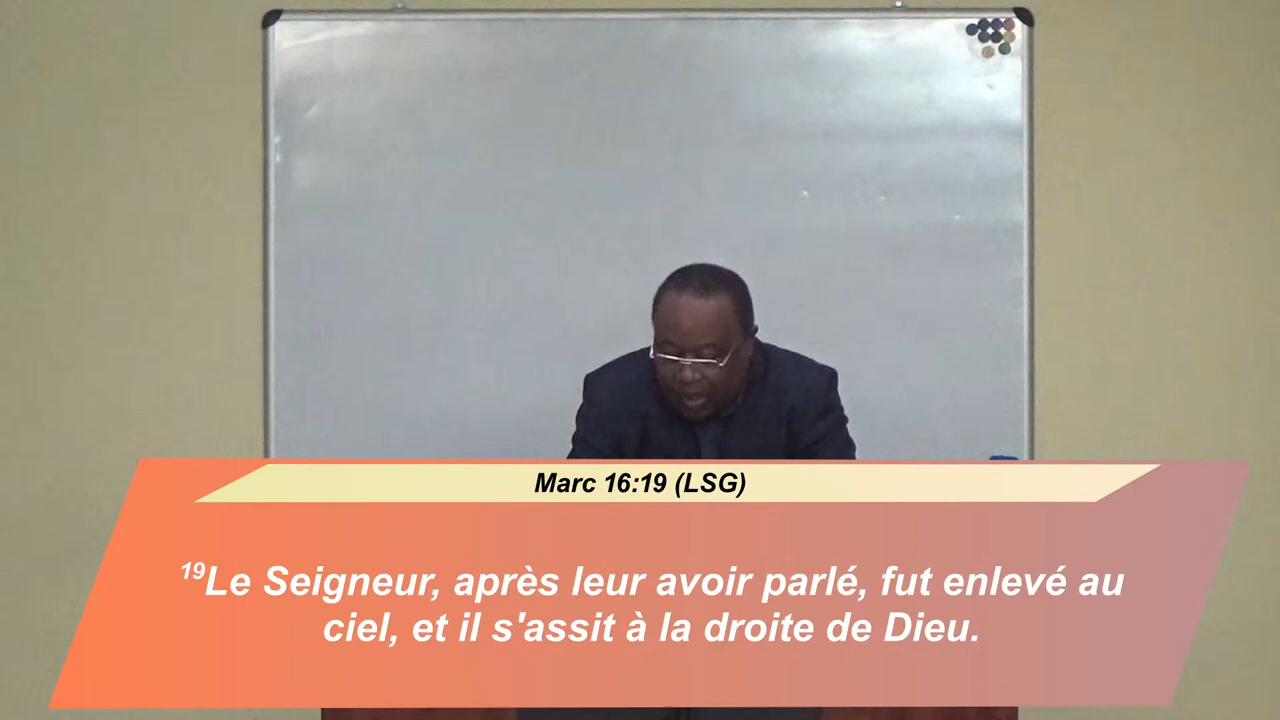 Marc 16:19 (LSG)
19Le Seigneur, après leur avoir parlé, fut enlevé au
ciel, et il s'assit à la droite de Dieu.